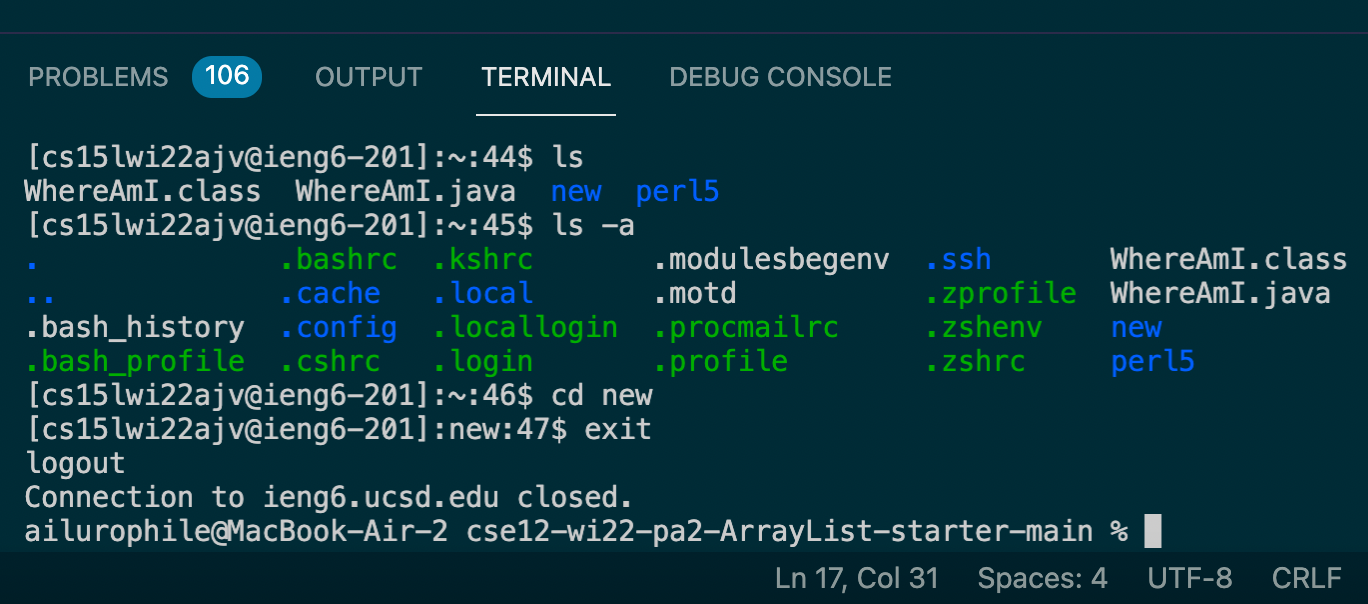 PROBLEMS 106 OUTPUT TERMINAL DEBUG CONSOLE
[cs15lwi22ajv@ieng6-201]:~:44$ ls
WhereAmI.class  WhereAmI.java  new  perl5
[cs15lwi22ajv@ieng6-201]:~:45$ ls -a
.               .bashrc  .kshrc       .modulesbegenv  .ssh      WhereAmI.class
..              .cache   .local       .motd           .zprofile  WhereAmI.java
.bash_history   .config  .locallogin  .procmailrc     .zshenv    new
.bash_profile   .cshrc   .login       .profile        .zshrc     perl5
[cs15lwi22ajv@ieng6-201]:~:46$ cd new
[cs15lwi22ajv@ieng6-201]:new:47$ exit
logout
Connection to ieng6.ucsd.edu closed.
ailurophile@MacBook-Air-2 cse12-wi22-pa2-ArrayList-starter-main %
Ln 17, Col 31 Spaces: 4 UTF-8 CRLF